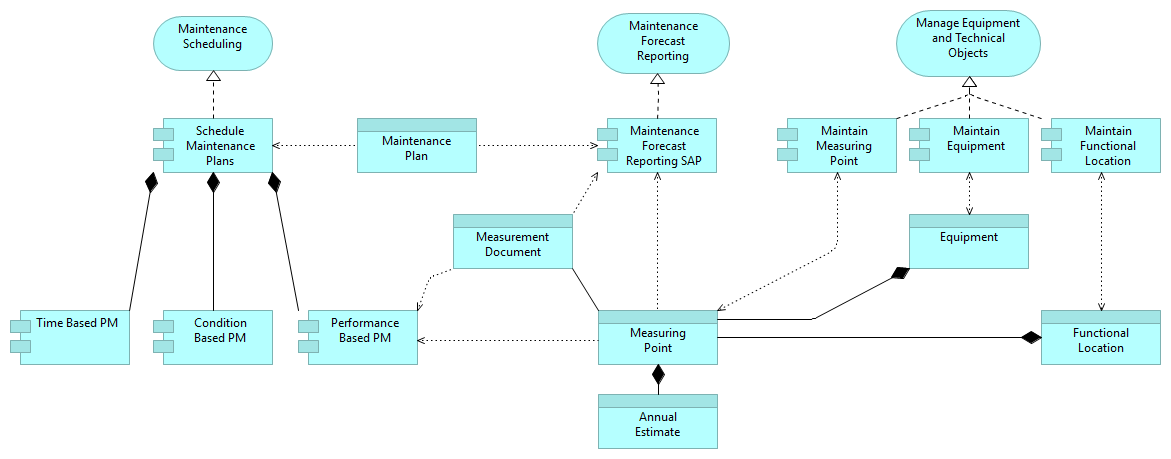 Maintenance
Scheduling
Maintenance
Forecast
Reporting
Manage Equipment
and Technical
Objects
Schedule
Maintenance
Plans
Maintenance
Plan
Maintenance
Forecast
Reporting SAP
Maintain
Measuring
Point
Maintain
Equipment
Maintain
Functional
Location
Measurement
Document
Equipment
Time Based PM
Condition
Based PM
Performance
Based PM
Measuring
Point
Functional
Location
Annual
Estimate